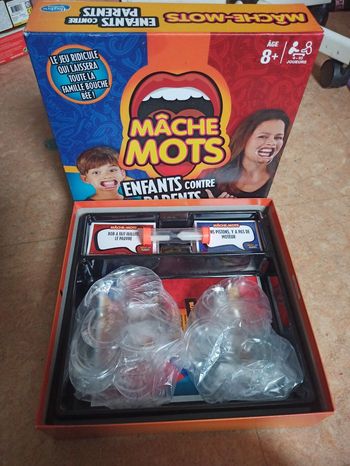 MÂCHE-MOTS
ENFANTS CONTRE
PARENTS
Hasbro
LE JEU RIDICULE
QUI LAISSERA
TOUTE LA
FAMILLE BOUCHE
BÉE !
ÂGE
8+
JOUEURS
MÂCHE
MOTS
ENFANTS CONTRE
PARENTS
MÂCHE-MOTS
LE PAUVRE
MÂCHE-MOTS
MOTEUR